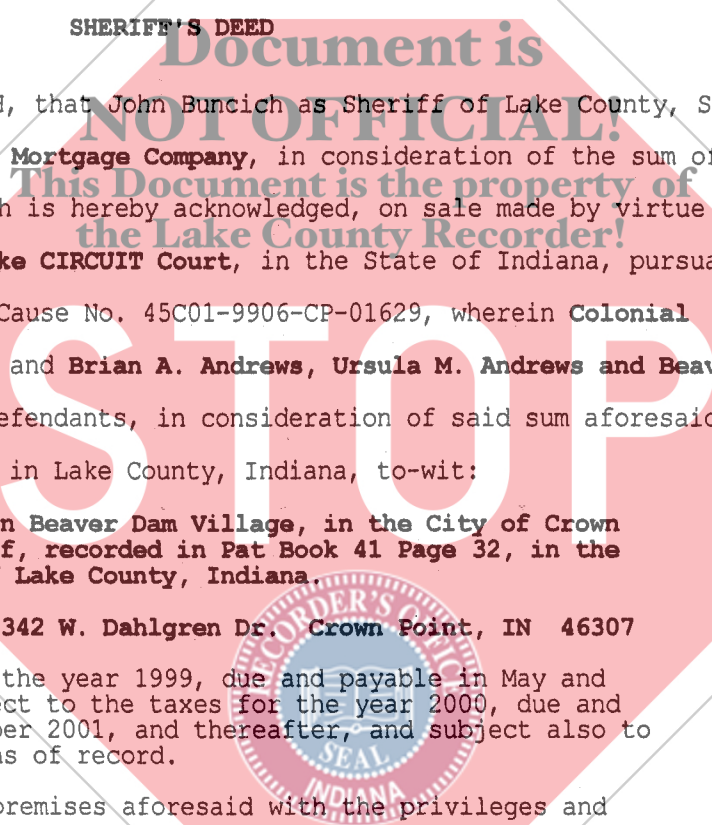 SHERIFF'S DEED
Document is
that John Buncich as Sheriff of Lake County, S
NOT OFFICIAL!
Mortgage Company, in consideration of the sum of
This Document is the property of
h is hereby acknowledged, on sale made by virtue
the Lake County Recorder!
ke CIRCUIT Court, in the State of Indiana, pursua
Cause No. 45C01-9906-CP-01629, wherein Colonial
STOP
and Brian A. Andrews, Ursula M. Andrews and Beav
efendants, in consideration of said sum aforesaid
in Lake County, Indiana, to-wit:
n Beaver Dam Village, in the City of Crown
f, recorded in Pat Book 41 Page 32, in the
Lake County, Indiana.
342 W. Dahlgren Dr. Crown Point, IN 46307
RECORDER'S OFFICE
the year 1999, due and payable in May and
ect to the taxes for the year 2000, due and
ber 2001, and thereafter, and subject also to
ns of record.
SEAL
INDIANA
premises aforesaid with the privileges and